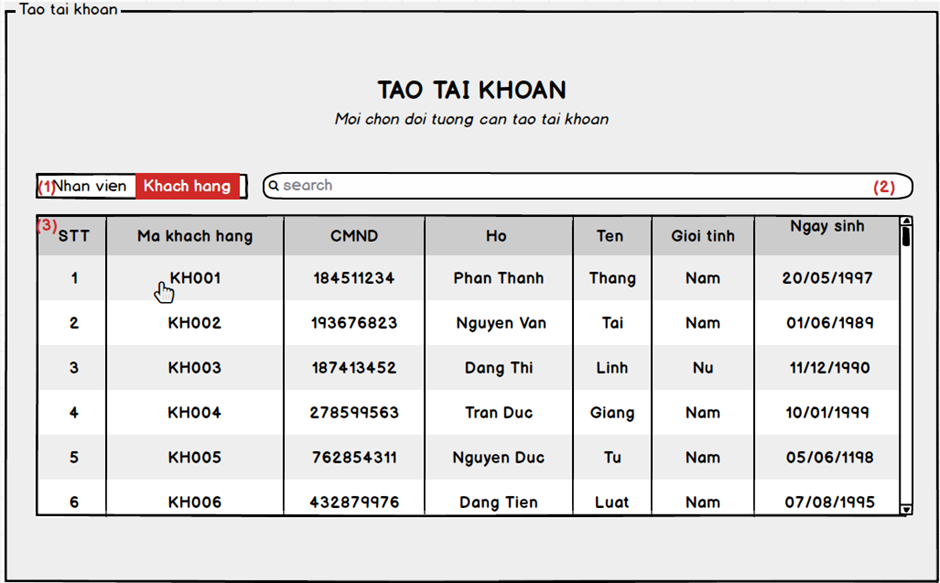 Tao tai khoan
TAO TAI KHOAN
Moi chon doi tuong can tao tai khoan
(1) Nhan vien Khach hang search (2)
(3) STT Ma khach hang CMND Ho Ten Gioi tinh Ngay sinh
1 KH001 184511234 Phan Thanh Thang Nam 20/05/1997
2 KH002 193676823 Nguyen Van Tai Nam 01/06/1989
3 KH003 187413452 Dang Thi Linh Nu 11/12/1990
4 KH004 278599563 Tran Duc Giang Nam 10/01/1999
5 KH005 762854311 Nguyen Duc Tu Nam 05/06/1198
6 KH006 432879976 Dang Tien Luat Nam 07/08/1995